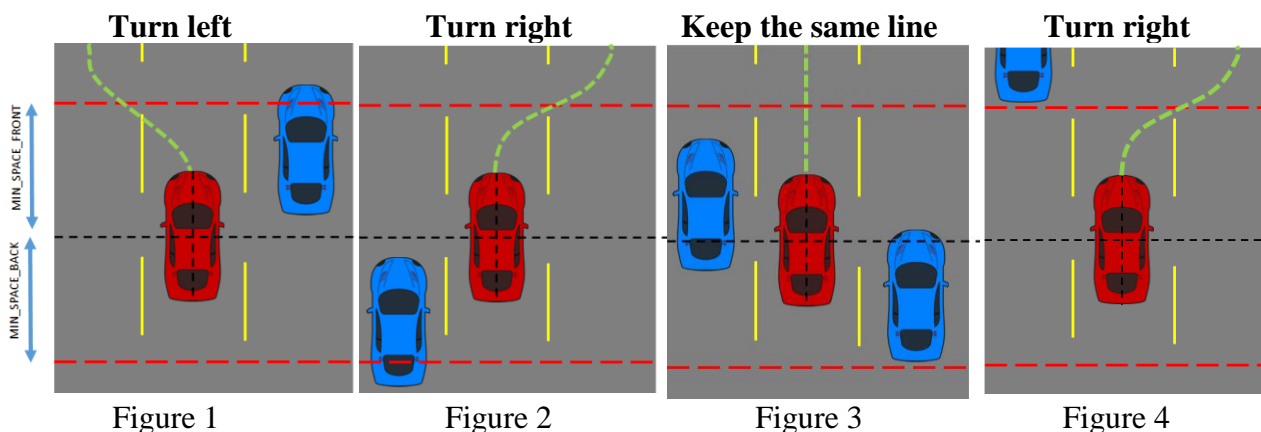 Turn left
Turn right
Keep the same line
Turn right
MIN_SPACE_FRONT
MIN_SPACE_BACK
Figure 1
Figure 2
Figure 3
Figure 4